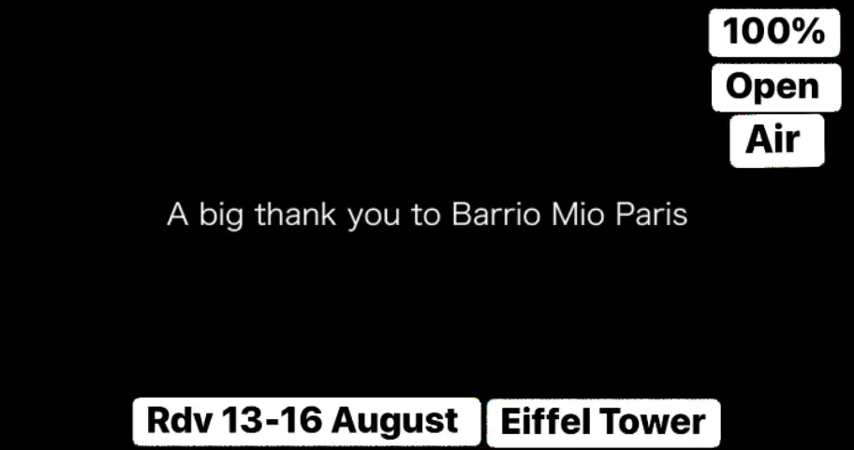 100%
Open
Air
A big thank you to Barrio Mio Paris
Rdv 13-16 August Eiffel Tower